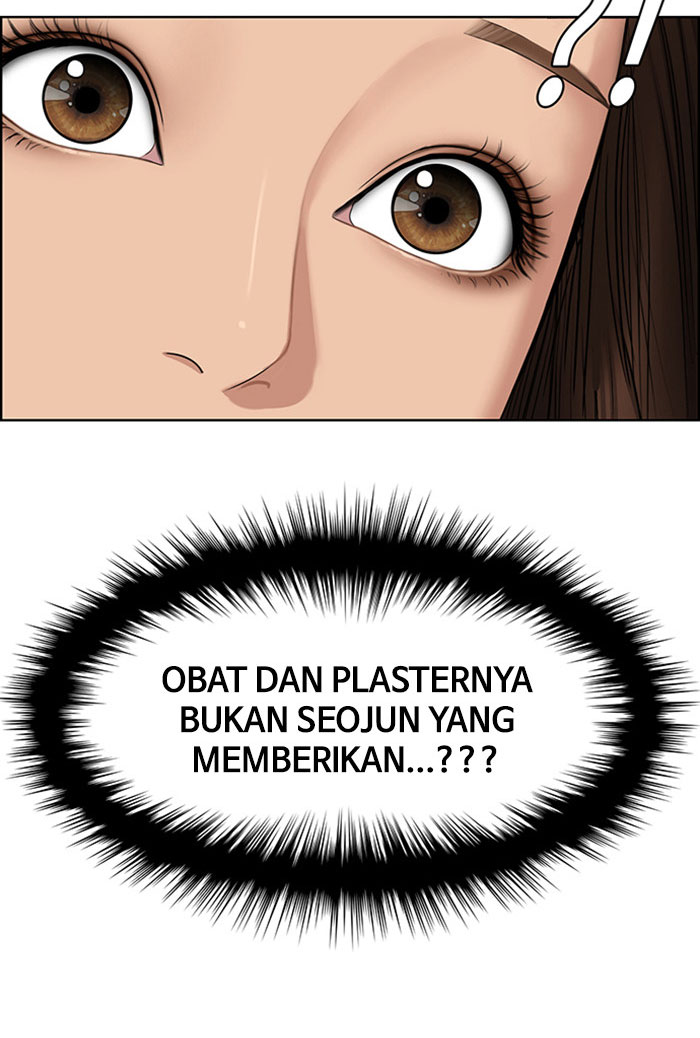 ?!
OBAT DAN PLASTERNYA
BUKAN SEOJUN YANG
MEMBERIKAN...???